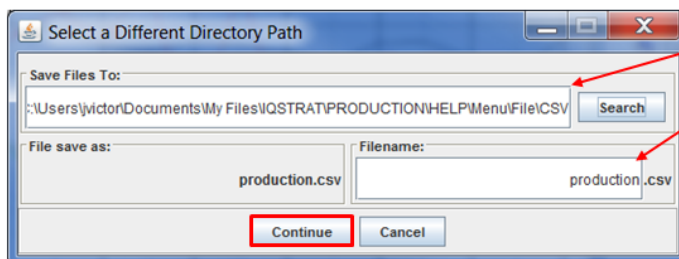 Select a Different Directory Path
Save Files To:
:\Users\jvictor\Documents\My Files\IQSTRAT\PRODUCTION\HELP\Menu\File\CSV
Search
File save as:
production.csv
Filename:
production .csv
Continue Cancel